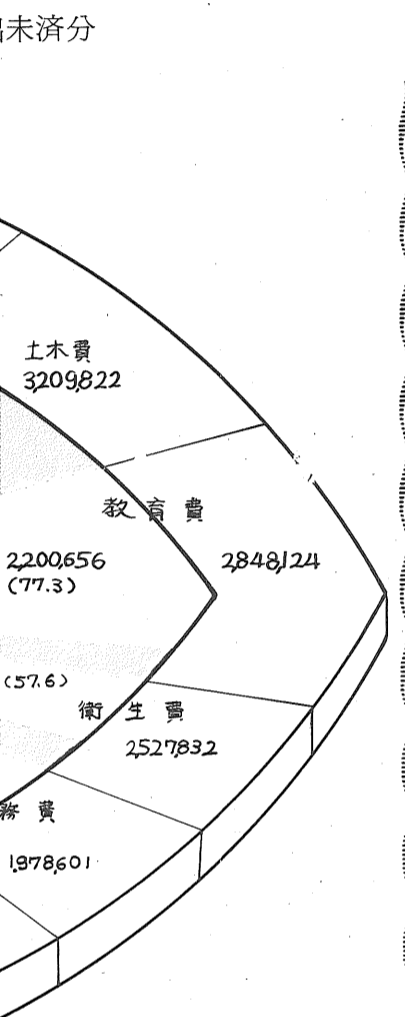 未済分
土木費
3,209,822
教育費
2,200,656
2,848,124
(77.3)
(57.6)
衛生費
2,527,832
務費
1,878,601